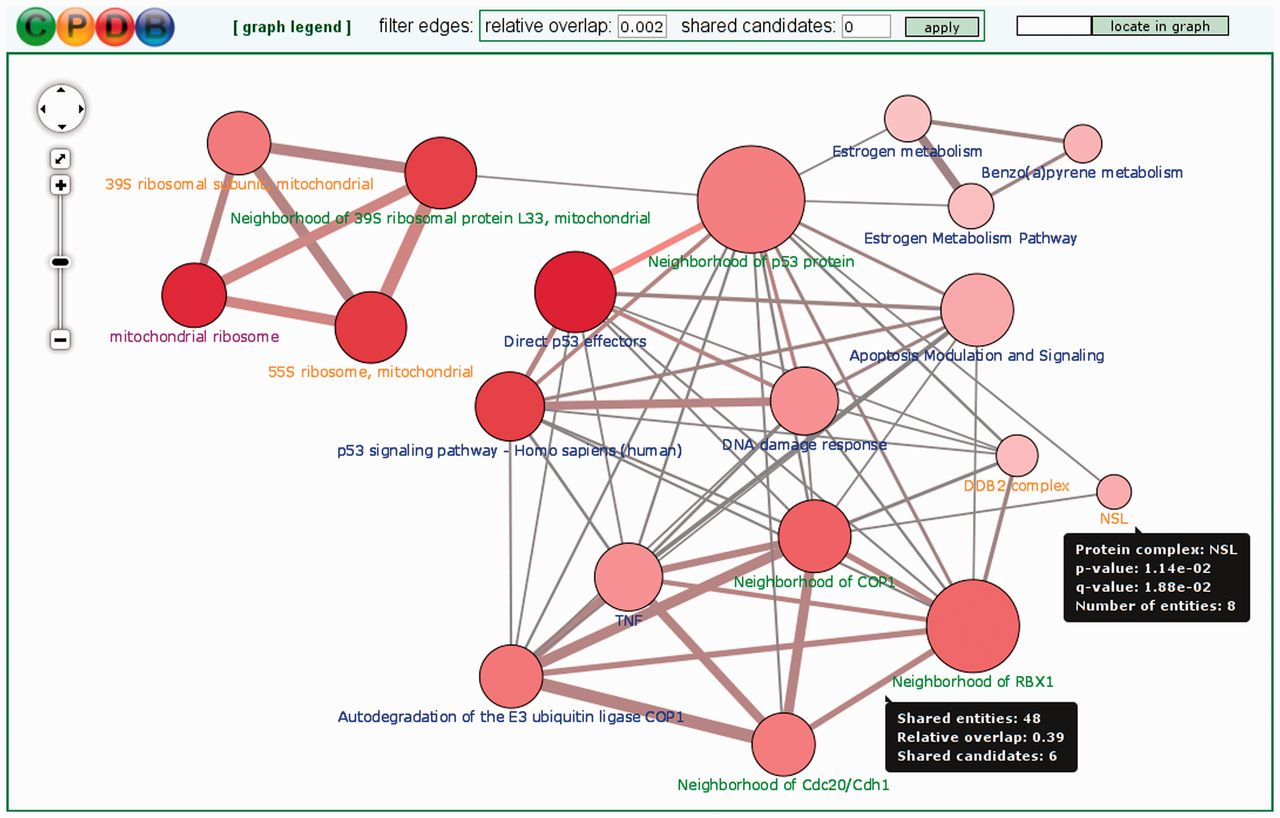 CPDB
[ graph legend ]
filter edges: relative overlap: 0.002 shared candidates: 0 apply
locate in graph
Estrogen metabolism
Benzo(a)pyrene metabolism
39S ribosomal subunit, mitochondrial
Neighborhood of 39S ribosomal protein L33, mitochondrial
Estrogen Metabolism Pathway
Neighborhood of p53 protein
mitochondrial ribosome
Direct p53 effectors
Apoptosis Modulation and Signaling
55S ribosome, mitochondrial
p53 signaling pathway - Homo sapiens (human)
DNA damage response
DDB2 complex
NSL
Protein complex: NSL
p-value: 1.14e-02
q-value: 1.88e-02
Number of entities: 8
Neighborhood of COP1
TNF
Neighborhood of RBX1
Autodegradation of the E3 ubiquitin ligase COP1
Shared entities: 48
Relative overlap: 0.39
Shared candidates: 6
Neighborhood of Cdc20/Cdh1